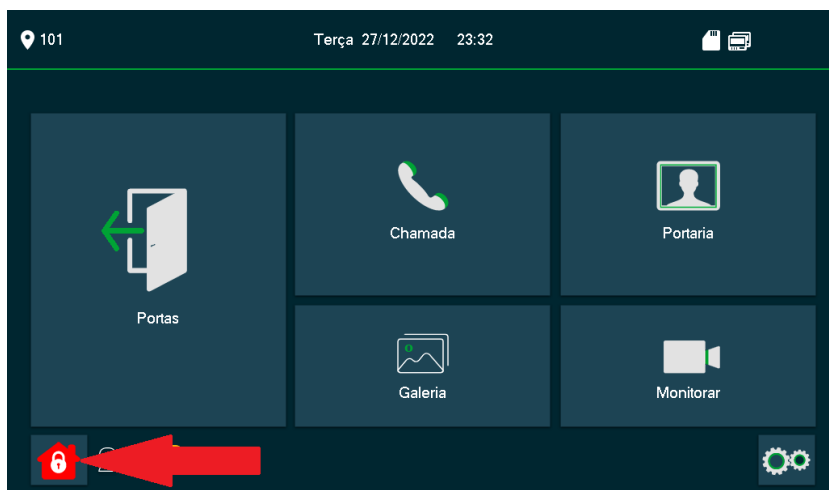 101
Terça 27/12/2022 23:32
Portas
Chamada
Portaria
Galeria
Monitorar